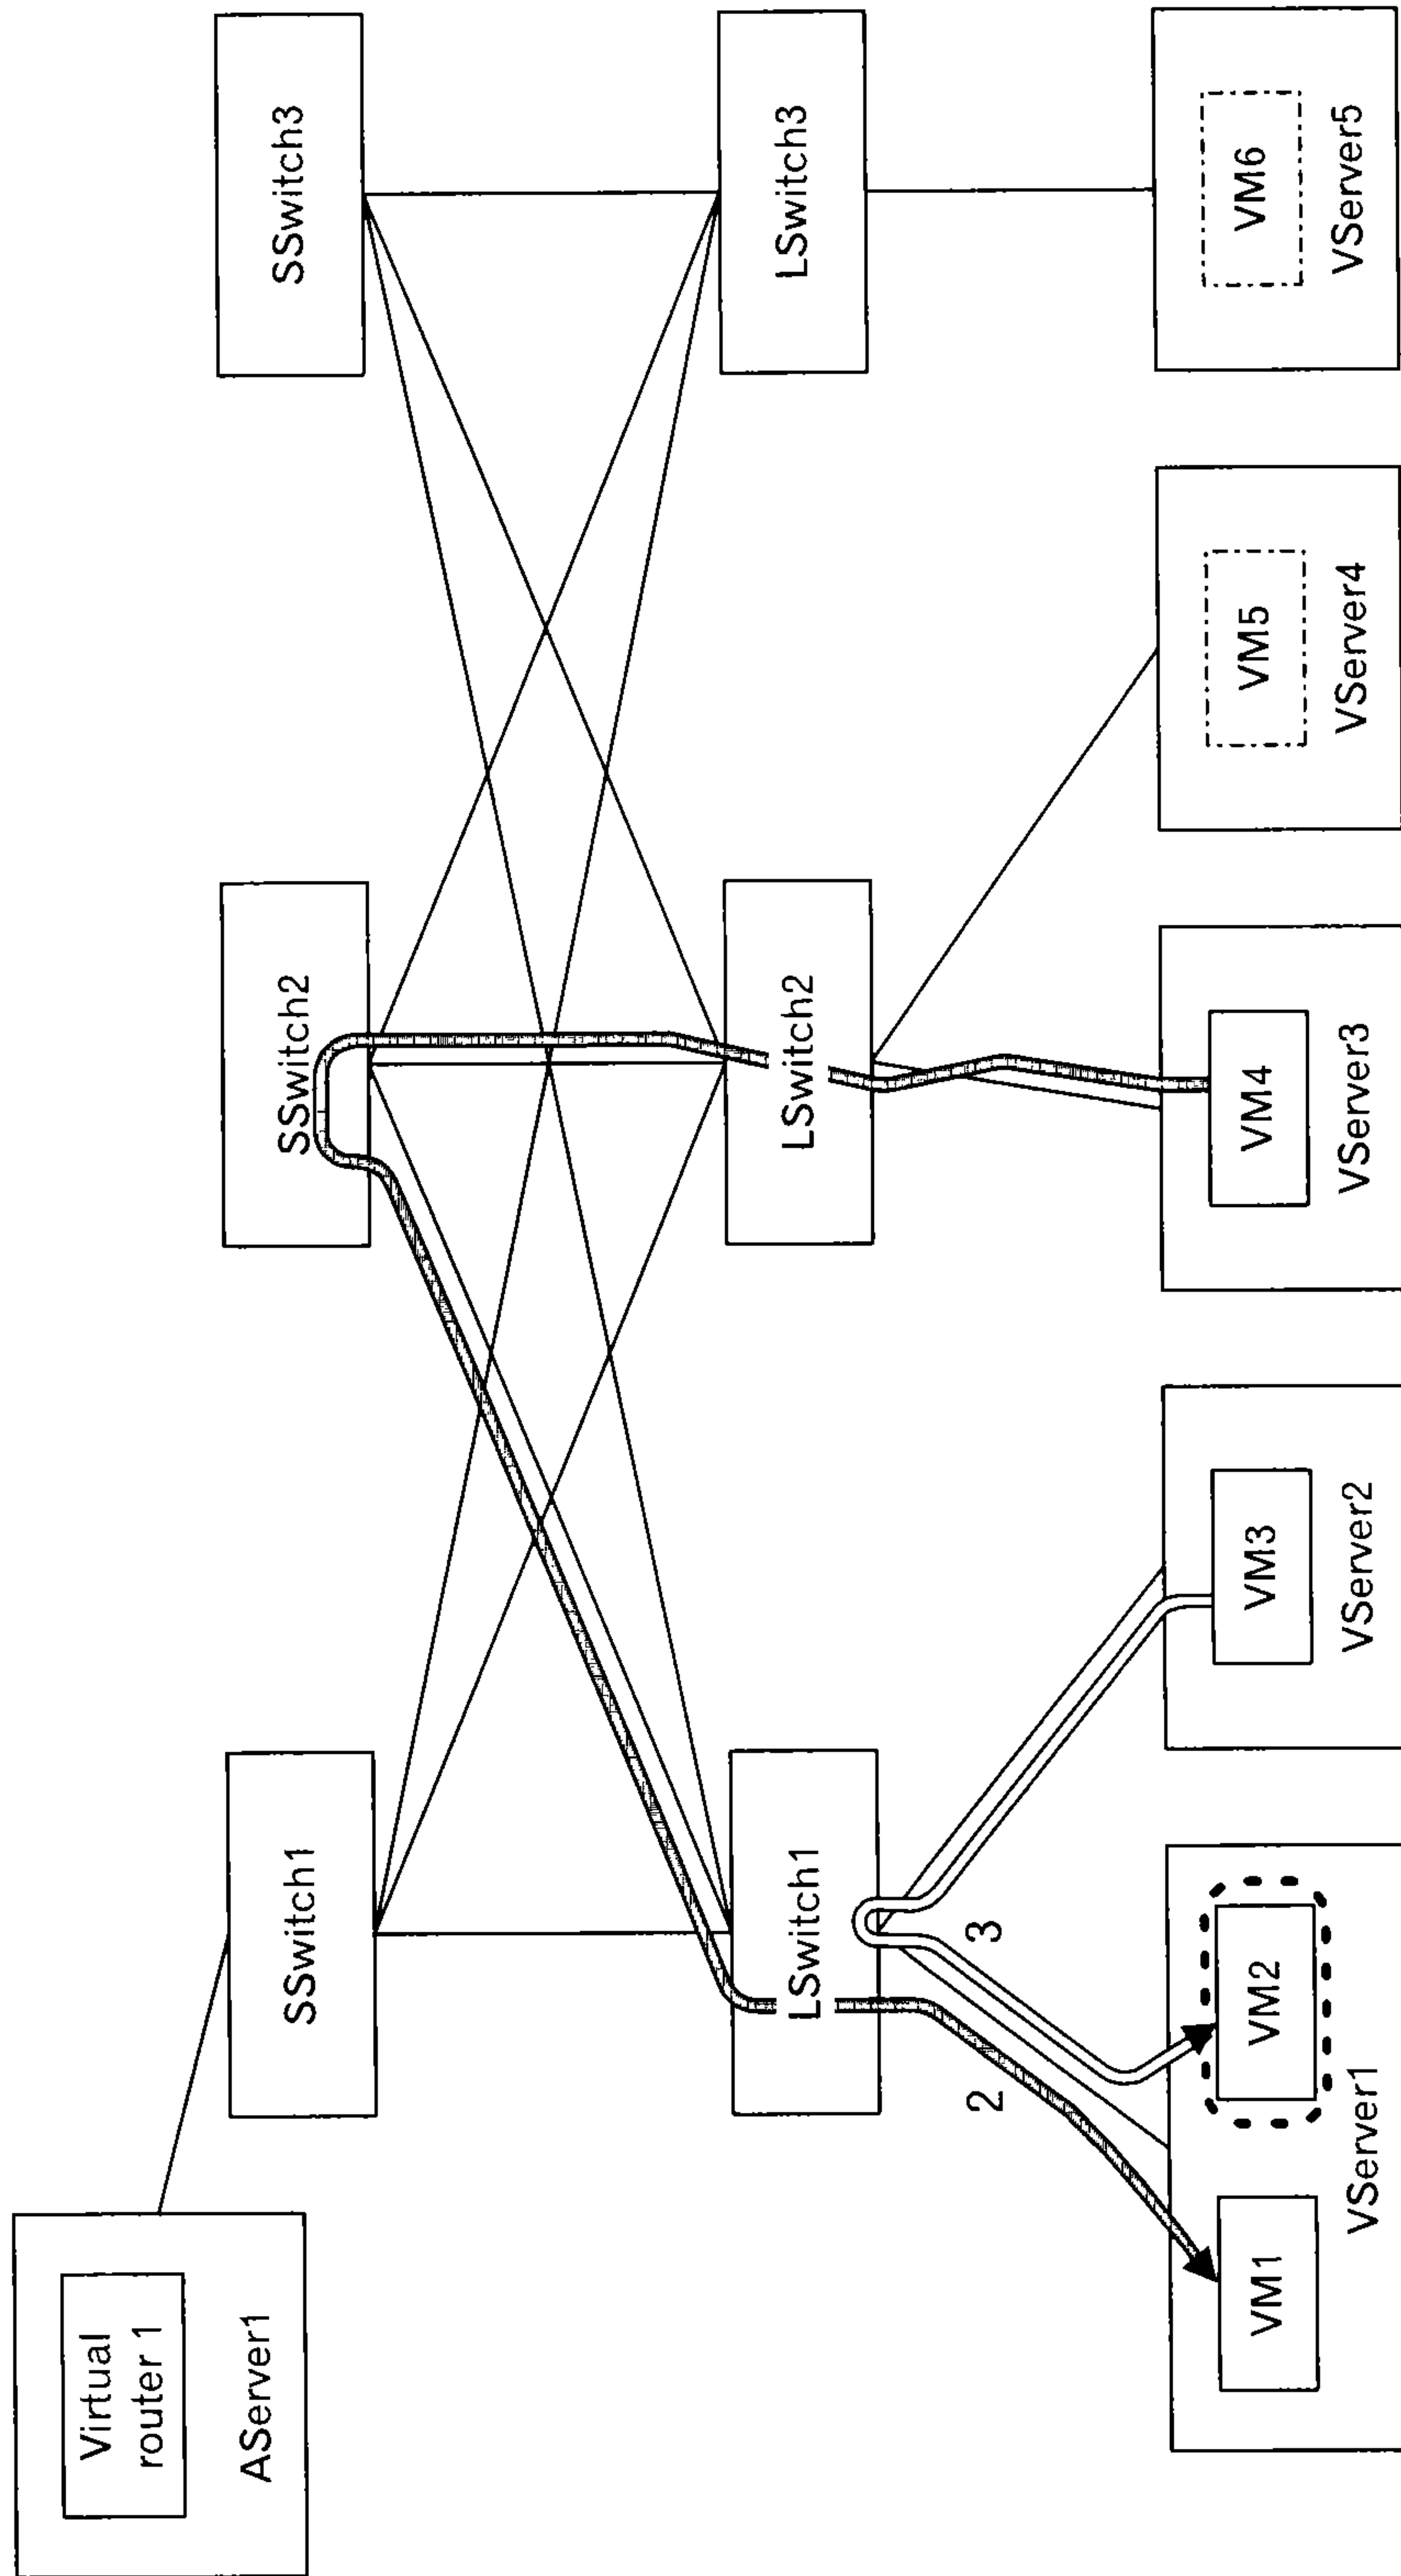 Virtual
router 1
AServer1
SSwitch1
SSwitch2
SSwitch3
LSwitch1
LSwitch2
LSwitch3
2
3
VM1
VM2
VServer1
VM3
VServer2
VM4
VServer3
VM5
VServer4
VM6
VServer5